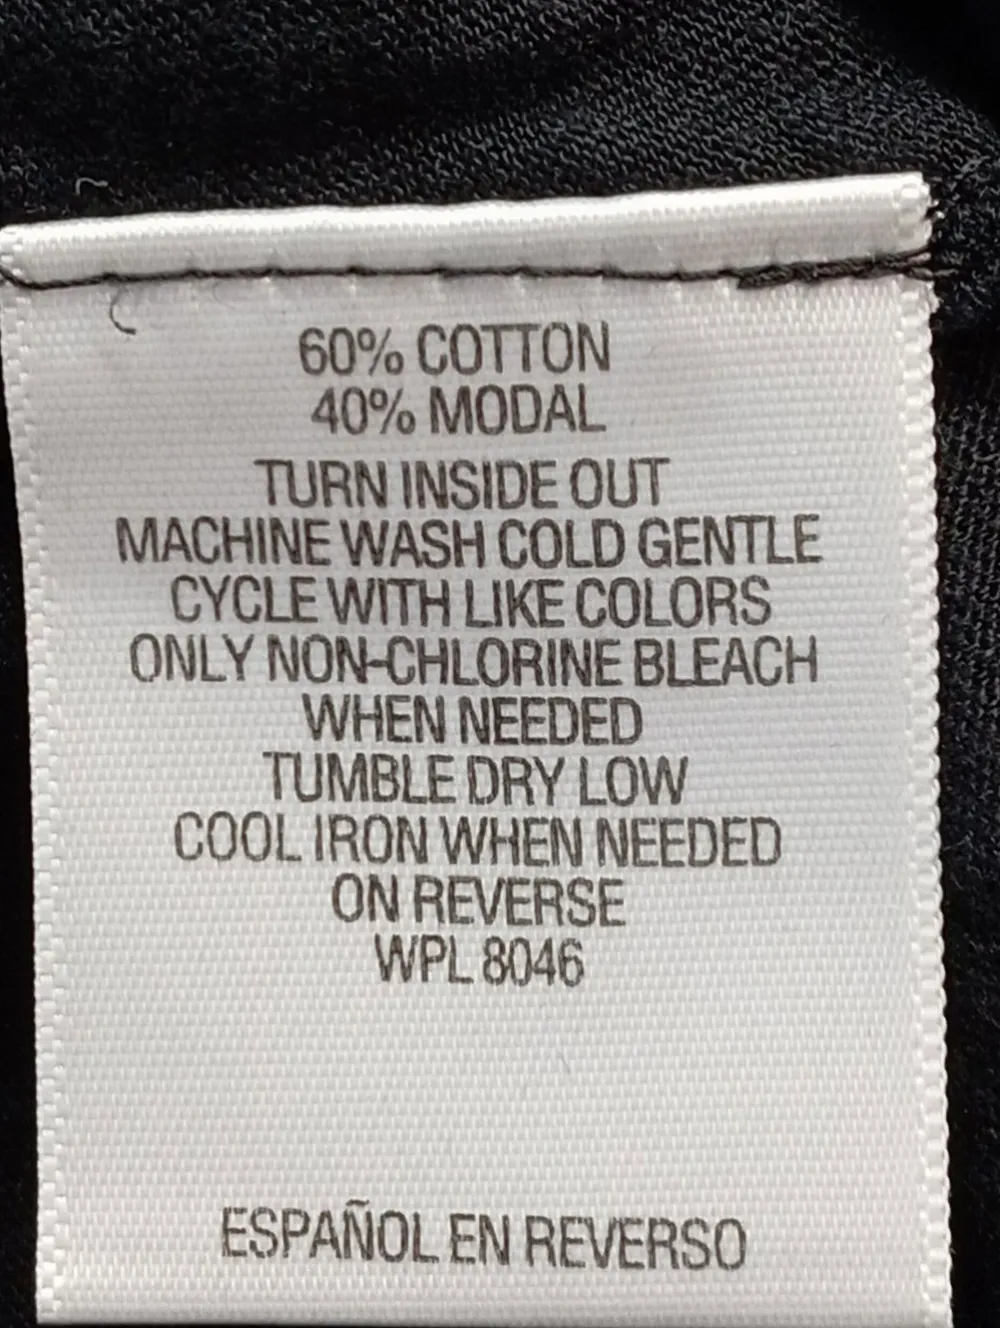 60% COTTON
40% MODAL
TURN INSIDE OUT
MACHINE WASH COLD GENTLE
CYCLE WITH LIKE COLORS
ONLY NON-CHLORINE BLEACH
WHEN NEEDED
TUMBLE DRY LOW
COOL IRON WHEN NEEDED
ON REVERSE
WPL 8046
ESPAÑOL EN REVERSO